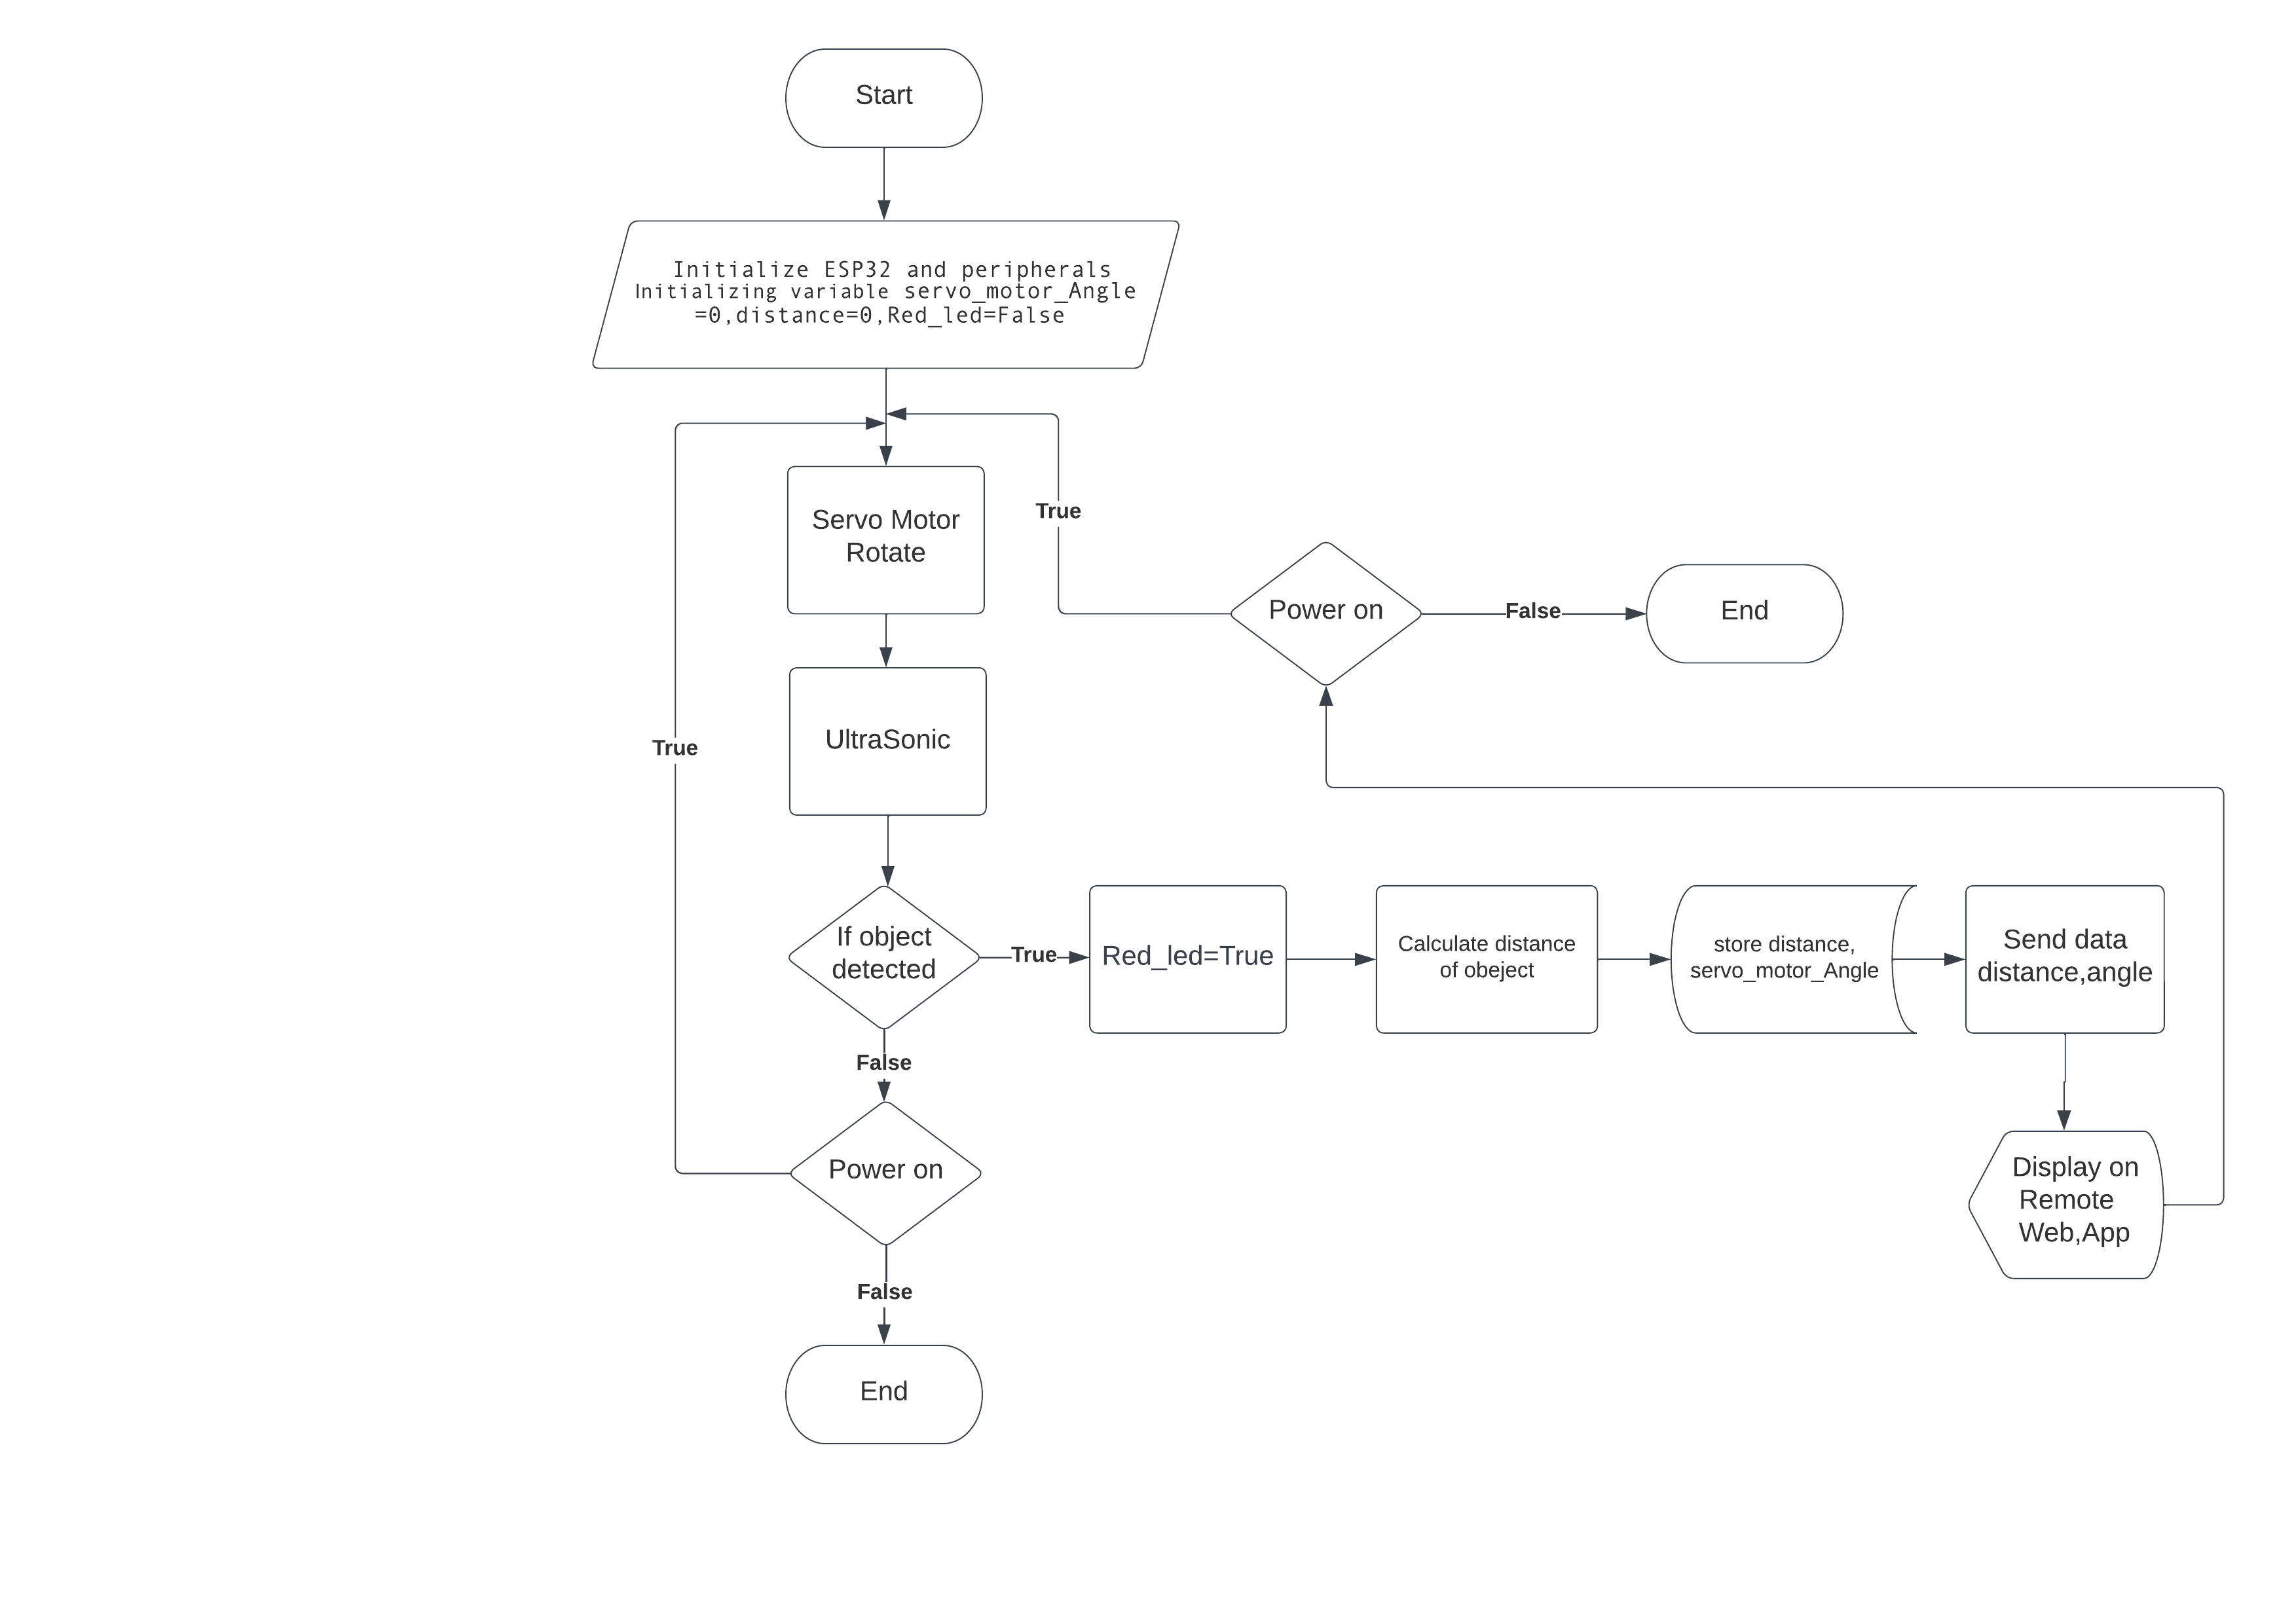 Start
Initialize ESP32 and peripherals
Initializing variable servo_motor_Angle
=0,distance=0,Red_led=False
Servo Motor
Rotate
True
Power on
False
End
UltraSonic
True
If object
detected
True
Red_led=True
Calculate distance
of obeject
store distance,
servo_motor_Angle
Send data
distance,angle
False
Power on
Display on
Remote
Web,App
False
End